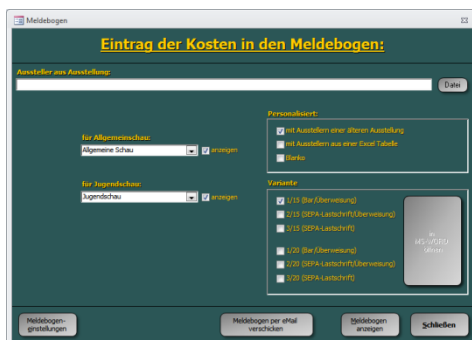 Meldebogen
Eintrag der Kosten in den Meldebogen:
Aussteller aus Ausstellung:
Datei
für Allgemeinschau:
Allgemeine Schau
anzeigen
für Jugendschau:
Jugendschau
anzeigen
Personalisiert:
mit Ausstellern einer älteren Ausstellung
mit Ausstellern aus einer Excel Tabelle
Blanko
Variante
1/15 (Bar/Überweisung)
2/15 (SEPA-Lastschrift/Überweisung)
3/15 (SEPA-Lastschrift)
1/20 (Bar/Überweisung)
2/20 (SEPA-Lastschrift/Überweisung)
3/20 (SEPA-Lastschrift)
in
MS-WORD
Meldebogen-
einstellungen
Meldebogen per eMail
verschicken
Meldebogen
anzeigen
Schließen